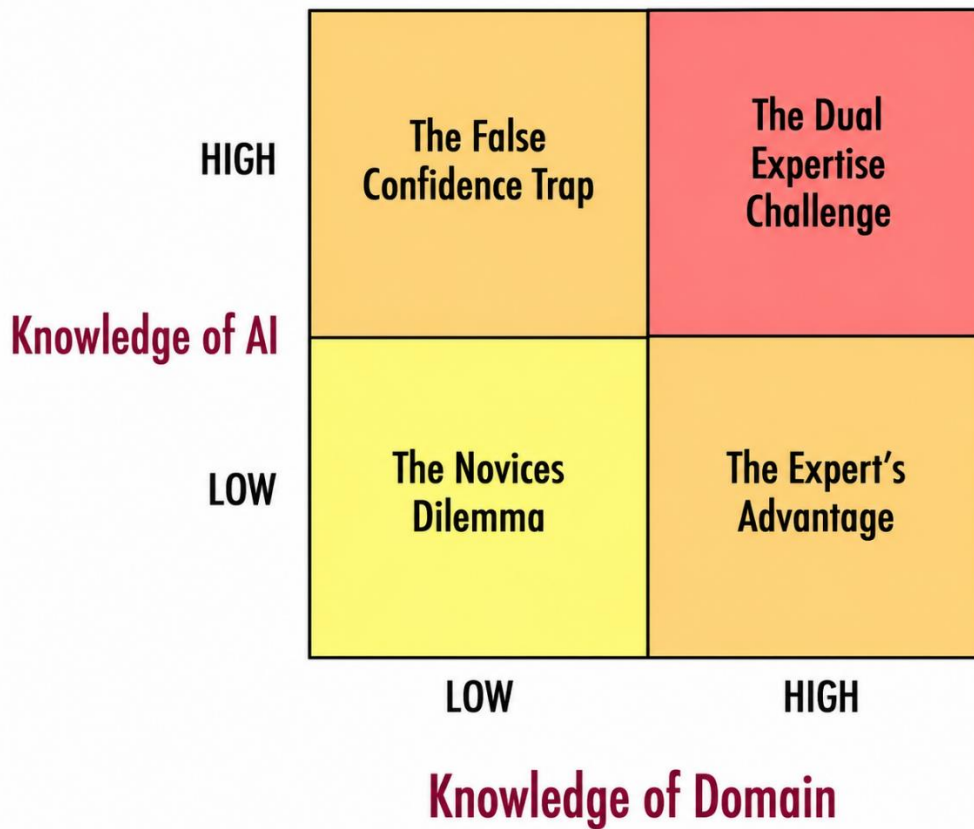 HIGH
The False
Confidence Trap
The Dual
Expertise
Challenge
Knowledge of AI
LOW
The Novices
Dilemma
The Expert’s
Advantage
LOW
HIGH
Knowledge of Domain